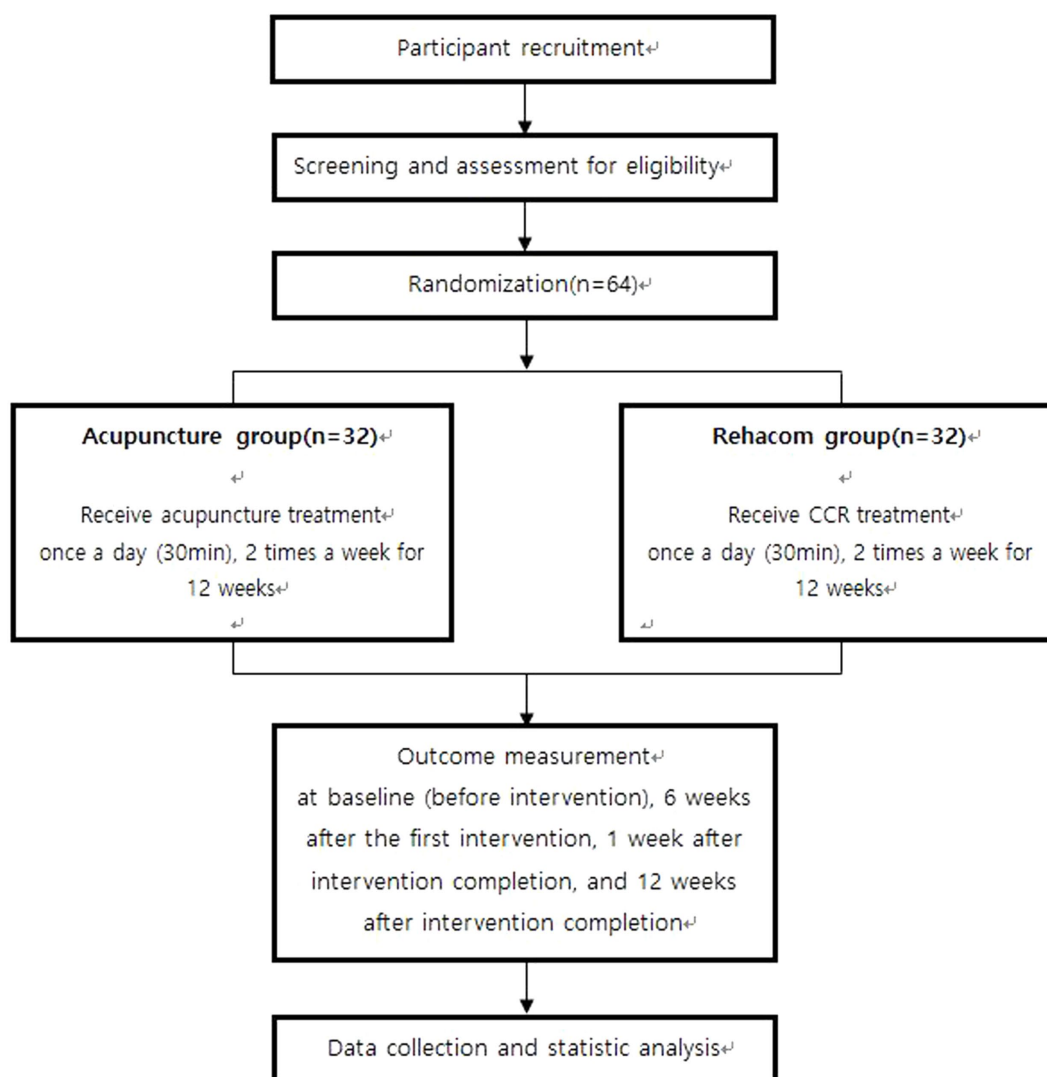 Participant recruitment↵
Screening and assessment for eligibility↵
Randomization(n=64)↵
Acupuncture group(n=32)↵
↵
Receive acupuncture treatment↵
once a day (30min), 2 times a week for
12 weeks↵
↵
Rehacom group(n=32)↵
↵
Receive CCR treatment↵
once a day (30min), 2 times a week for
12 weeks↵
↵
Outcome measurement↵
at baseline (before intervention), 6 weeks
after the first intervention, 1 week after
intervention completion, and 12 weeks
after intervention completion↵
Data collection and statistic analysis↵